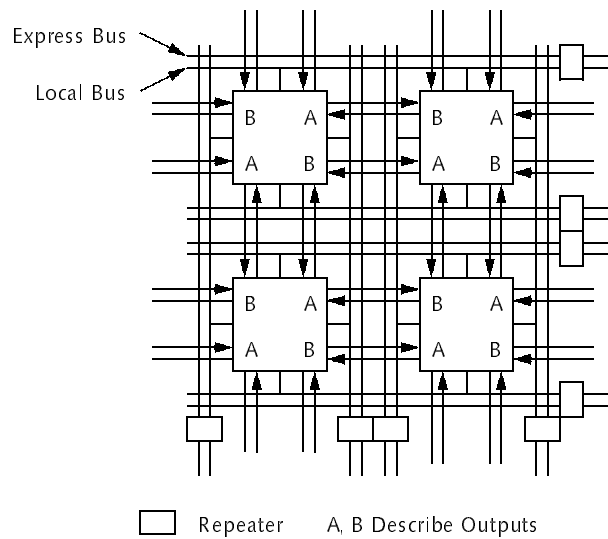 Express Bus
Local Bus
B A
A B
B A
A B
B A
A B
B A
A B
Repeater
A, B Describe Outputs